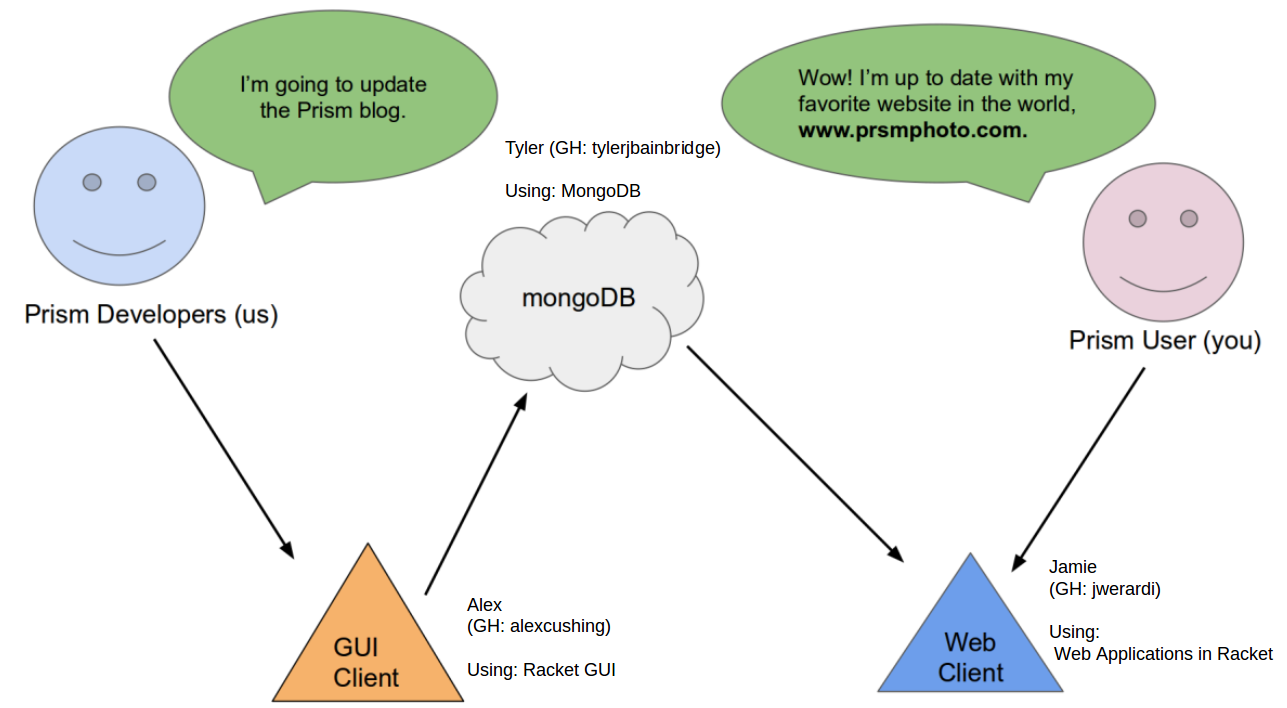 I'm going to update
the Prism blog.
Wow! I'm up to date with my
favorite website in the world,
www.prsmphoto.com.
Tyler (GH: tylerjbainbridge)
Using: MongoDB
mongoDB
Prism Developers (us)
Prism User (you)
GUI
Client
Alex
(GH: alexcushing)
Using: Racket GUI
Web
Client
Jamie
(GH: jwerardi)
Using:
Web Applications in Racket